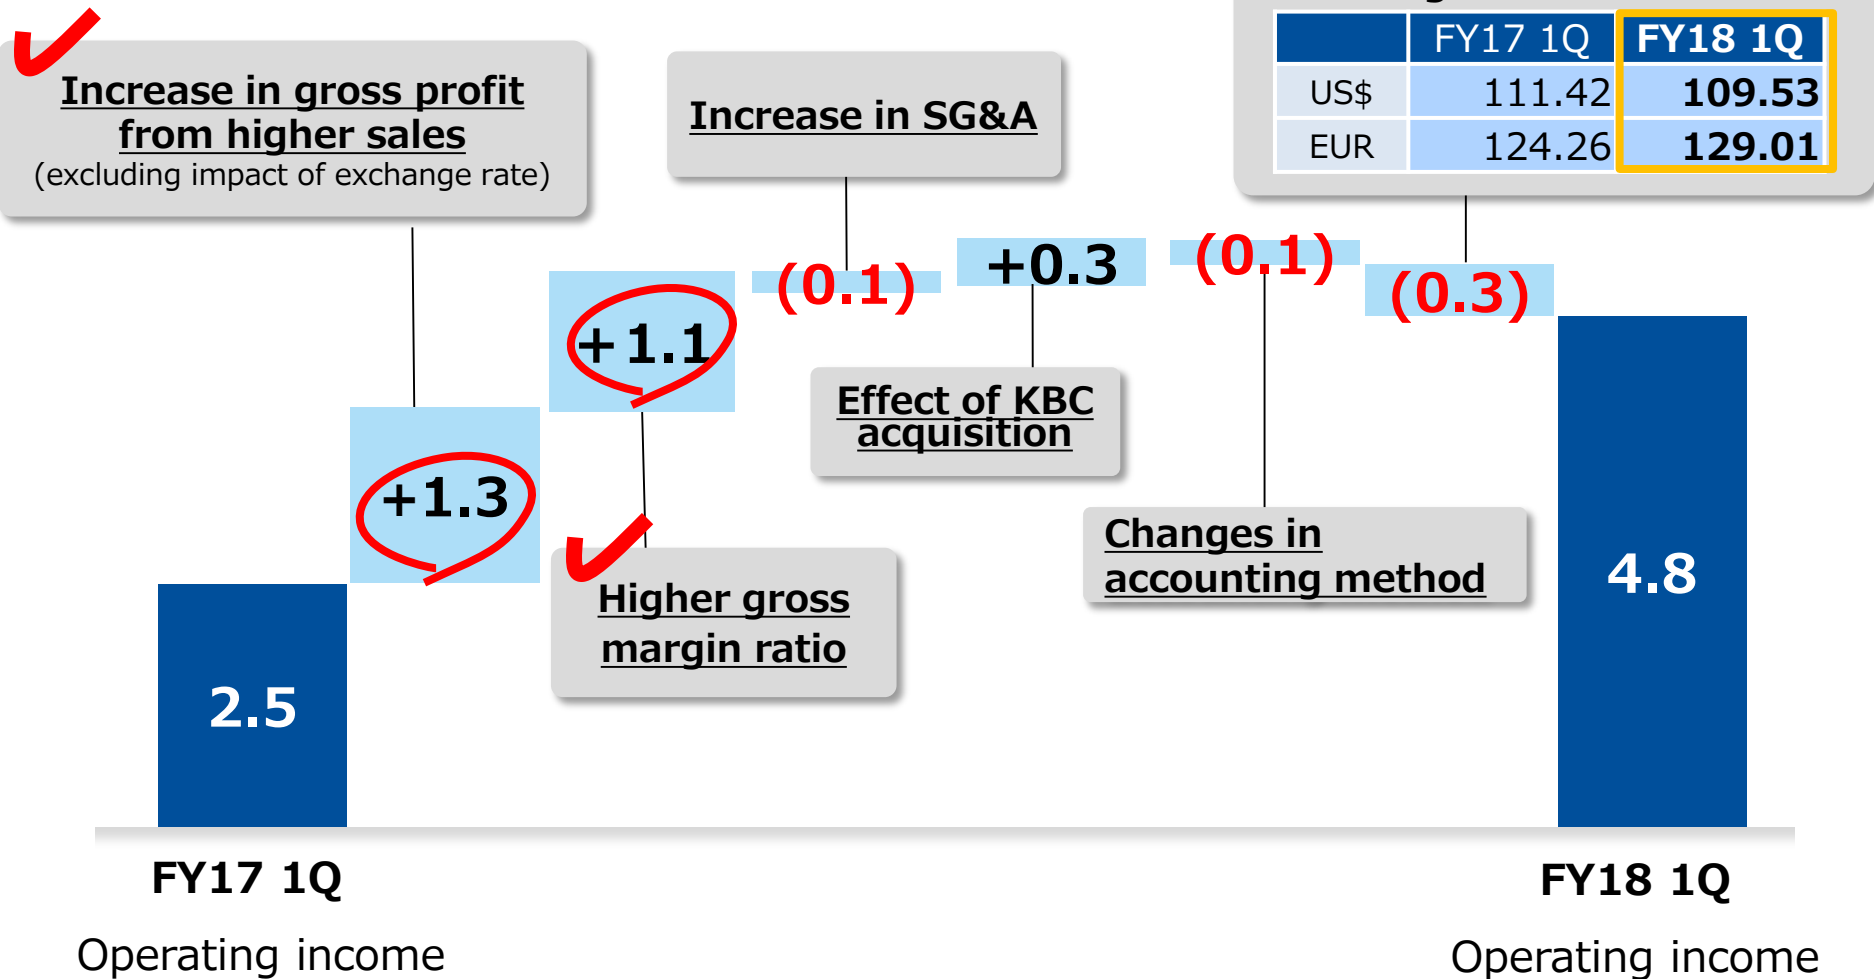 Increase in gross profit
from higher sales
(excluding impact of exchange rate)
Increase in SG&A
FY17 1Q FY18 1Q
US$ 111.42 109.53
EUR 124.26 129.01
+1.3
+1.1
(0.1)
+0.3
(0.1)
(0.3)
Effect of KBC
acquisition
Changes in
accounting method
Higher gross
margin ratio
2.5
4.8
FY17 1Q
Operating income
FY18 1Q
Operating income